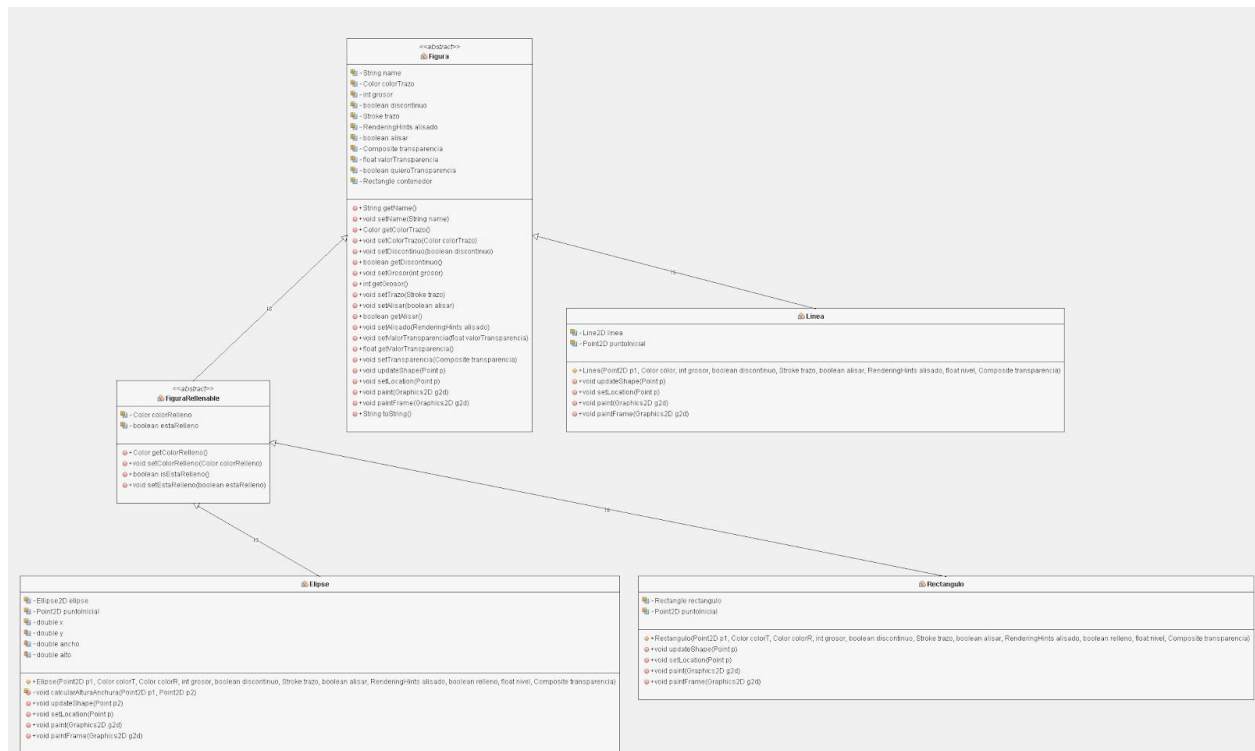 <<abstract>>
Figura
- String name
- Color colorTrazo
- int grosor
- boolean discontinuo
- Stroke trazo
- RenderingHints alisado
- boolean alisar
- Composite transparencia
- float valorTransparencia
- boolean quieroTransparencia
- Rectangle contenedor
+ String getName()
+ void setName(String name)
+ Color getColorTrazo()
+ void setColorTrazo(Color colorTrazo)
+ void setDiscontinuo(boolean discontinuo)
+ boolean getDiscontinuo()
+ void setGrosor(int grosor)
+ int getGrosor()
+ void setTrazo(Stroke trazo)
+ void setAlisar(boolean alisar)
+ boolean getAlisar()
+ void setAlisado(RenderingHints alisado)
+ void setValorTransparencia(float valorTransparencia)
+ float getValorTransparencia()
+ void setTransparencia(Composite transparencia)
+ void updateShape(Point p)
+ void setLocation(Point p)
+ void paint(Graphics2D g2d)
+ void paintFrame(Graphics2D g2d)
+ String toString()
is
is
Linea
- Line2D linea
- Point2D puntoInicial
+ Linea(Point2D p1, Color color, int grosor, boolean discontinuo, Stroke trazo, boolean alisar, RenderingHints alisado, float nivel, Composite transparencia)
+ void updateShape(Point p)
+ void setLocation(Point p)
+ void paint(Graphics2D g2d)
+ void paintFrame(Graphics2D g2d)
<<abstract>>
FiguraRellenable
- Color colorRelleno
- boolean estaRelleno
+ Color getColorRelleno()
+ void setColorRelleno(Color colorRelleno)
+ boolean isEstaRelleno()
+ void setEstaRelleno(boolean estaRelleno)
is
is
Elipse
- Ellipse2D elipse
- Point2D puntoInicial
- double x
- double y
- double ancho
- double alto
+ Elipse(Point2D p1, Color colorT, Color colorR, int grosor, boolean discontinuo, Stroke trazo, boolean alisar, RenderingHints alisado, boolean relleno, float nivel, Composite transparencia)
- void calcularAlturaAnchura(Point2D p1, Point2D p2)
+ void updateShape(Point p2)
+ void setLocation(Point p)
+ void paint(Graphics2D g2d)
+ void paintFrame(Graphics2D g2d)
Rectangulo
- Rectangle rectangulo
- Point2D puntoInicial
+ Rectangulo(Point2D p1, Color colorT, Color colorR, int grosor, boolean discontinuo, Stroke trazo, boolean alisar, RenderingHints alisado, boolean relleno, float nivel, Composite transparencia)
+ void updateShape(Point p)
+ void setLocation(Point p)
+ void paint(Graphics2D g2d)
+ void paintFrame(Graphics2D g2d)